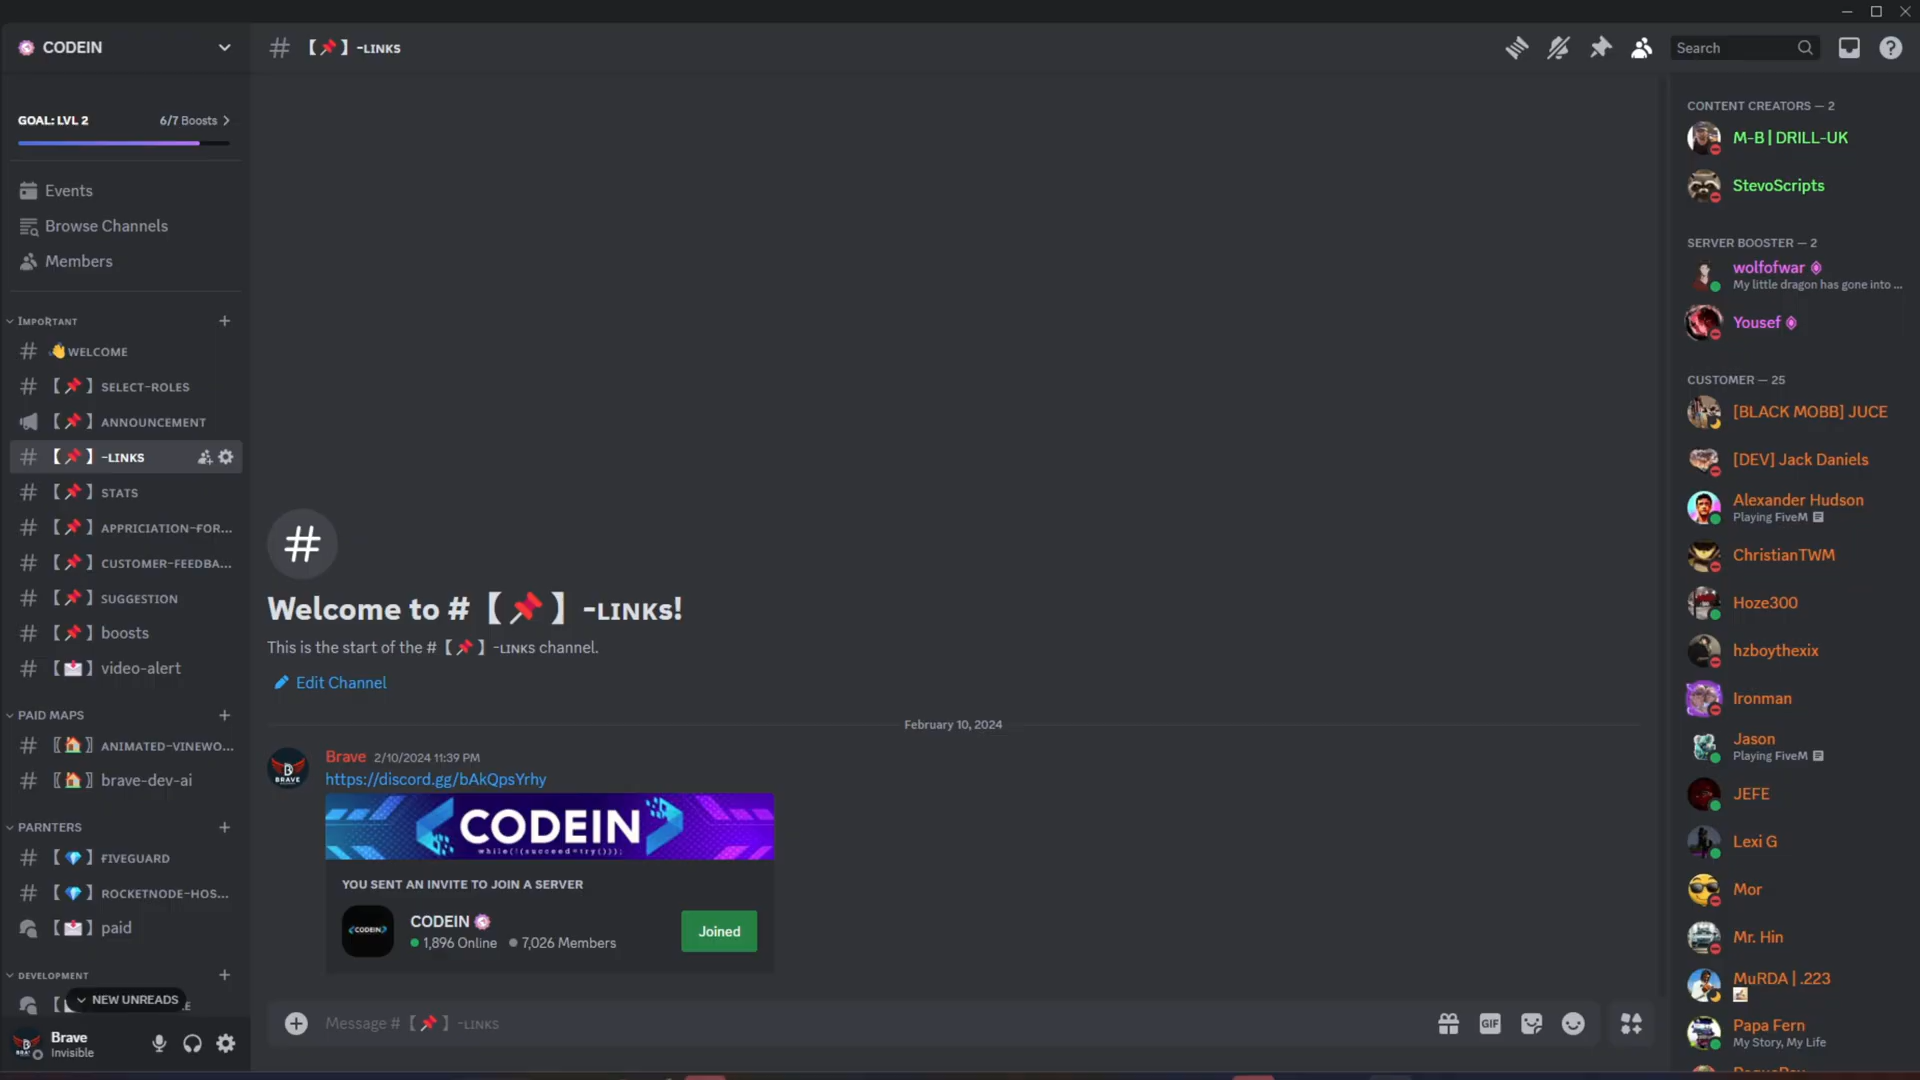 CODEIN
【📌】-LINKS
Search
GOAL: LVL 2
6/7 Boosts
Events
Browse Channels
Members
IMPORTANT
👋WELCOME
【📌】SELECT-ROLES
【📌】ANNOUNCEMENT
【📌】-LINKS
【📌】STATS
【📌】APPRICIATION-FOR...
【📌】CUSTOMER-FEEDBA...
【📌】SUGGESTION
【📌】boosts
【📩】video-alert
PAID MAPS
〖🏠〗ANIMATED-VINEWO...
〖🏠〗brave-dev-ai
PARNTERS
【💎】FIVEGUARD
【💎】ROCKETNODE-HOS...
【📩】paid
DEVELOPMENT
NEW UNREADS
Brave
Invisible
#
Welcome to #【📌】-LINKs!
This is the start of the #【📌】-LINKS channel.
Edit Channel
February 10, 2024
Brave 2/10/2024 11:39 PM
https://discord.gg/bAkQpsYrhy
CODEIN
while(!(succeed=try()));
YOU SENT AN INVITE TO JOIN A SERVER
CODEIN
CODEIN
1,896 Online 7,026 Members
Joined
Message #【📌】-LINKS
GIF
CONTENT CREATORS — 2
M-B | DRILL-UK
StevoScripts
SERVER BOOSTER — 2
wolfofwar
My little dragon has gone into ...
Yousef
CUSTOMER — 25
[BLACK MOBB] JUCE
[DEV] Jack Daniels
Alexander Hudson
Playing FiveM
ChristianTWM
Hoze300
hzboythexix
Ironman
Jason
Playing FiveM
JEFE
Lexi G
Mor
Mr. Hin
MuRDA | .223
Papa Fern
My Story, My Life